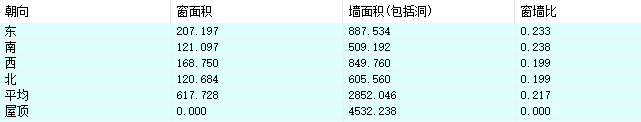 朝向 窗面积 墙面积(包括洞) 窗墙比
东 207.197 887.534 0.233
南 121.097 509.192 0.238
西 168.750 849.760 0.199
北 120.684 605.560 0.199
平均 617.728 2852.046 0.217
屋顶 0.000 4532.238 0.000